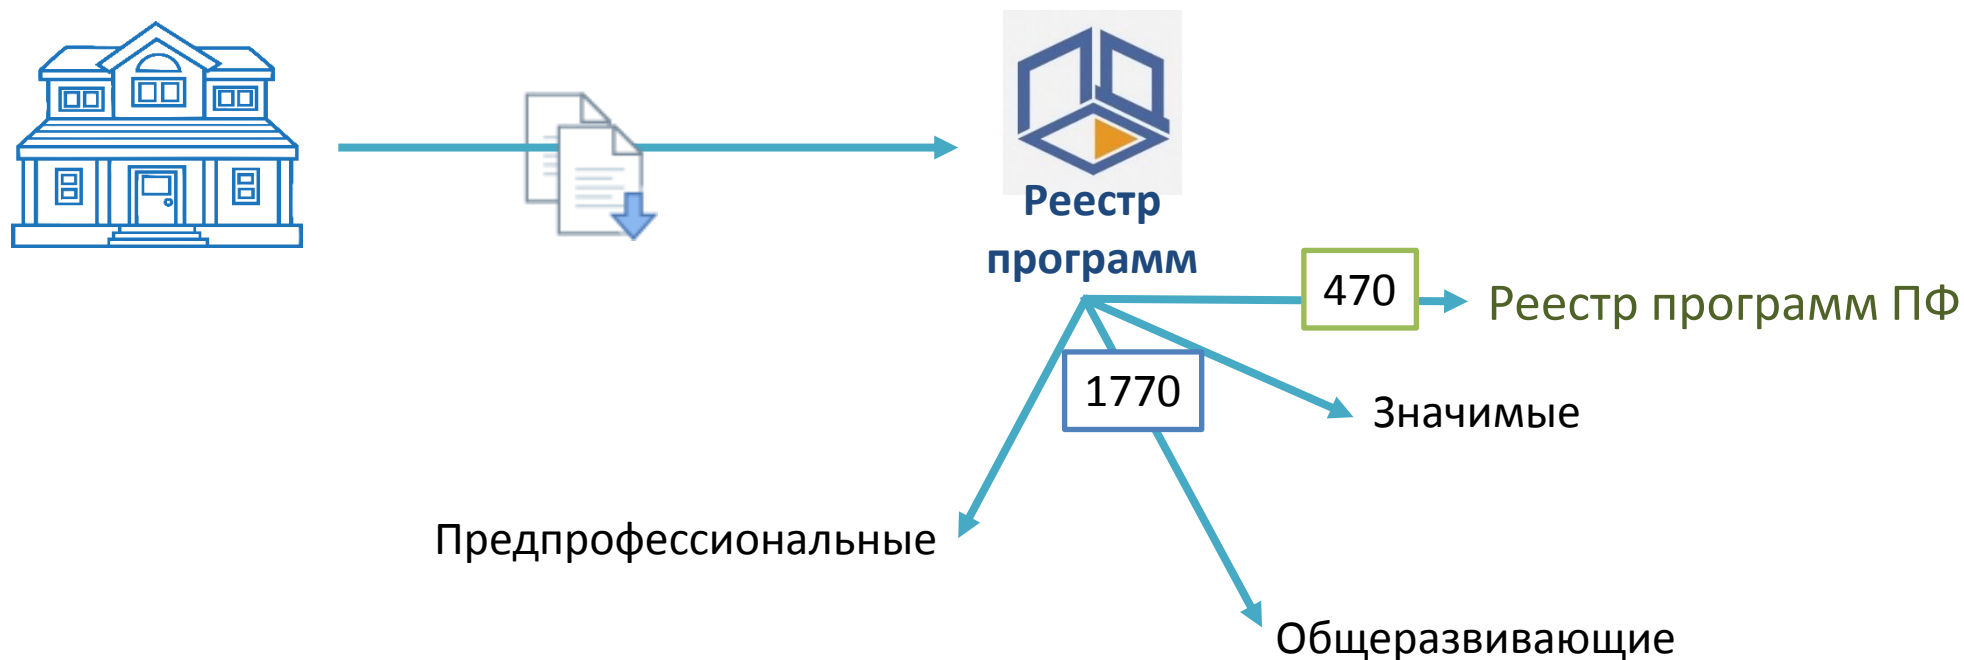 Реестр
программ
470
Реестр программ ПФ
1770
Значимые
Предпрофессиональные
Общеразвивающие